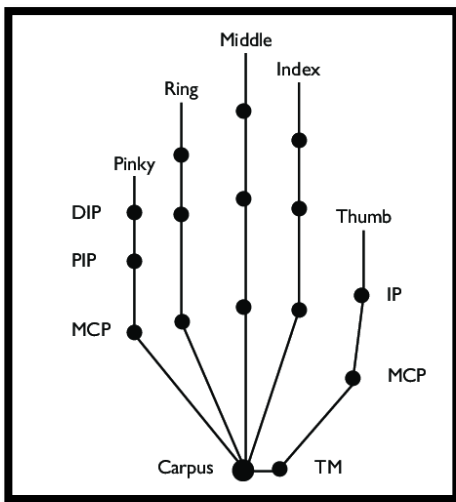 Middle
Index
Ring
Pinky
DIP
Thumb
PIP
IP
MCP
MCP
Carpus
TM